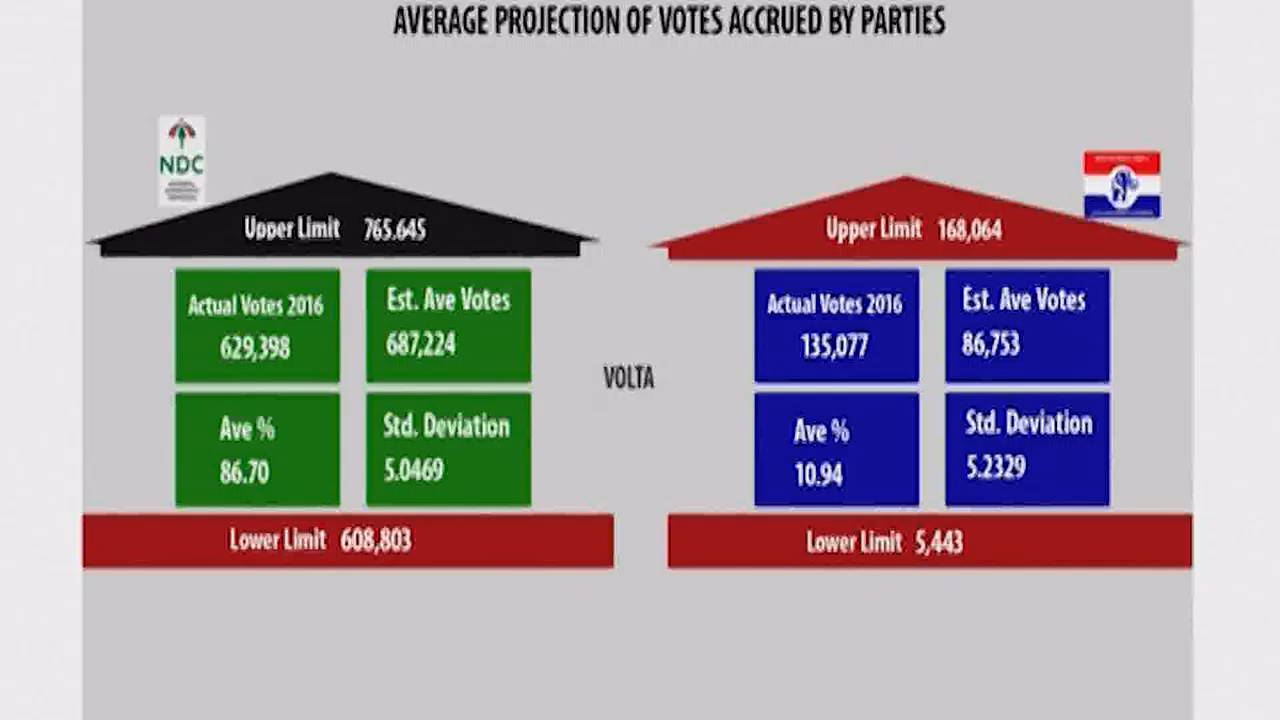 AVERAGE PROJECTION OF VOTES ACCRUED BY PARTIES
NDC
Upper Limit 765.645
Actual Votes 2016
629,398
Est. Ave Votes
687,224
Ave %
86.70
Std. Deviation
5.0469
Lower Limit 608,803
VOLTA
Upper Limit 168,064
Actual Votes 2016
135,077
Est. Ave Votes
86,753
Ave %
10.94
Std. Deviation
5.2329
Lower Limit 5,443